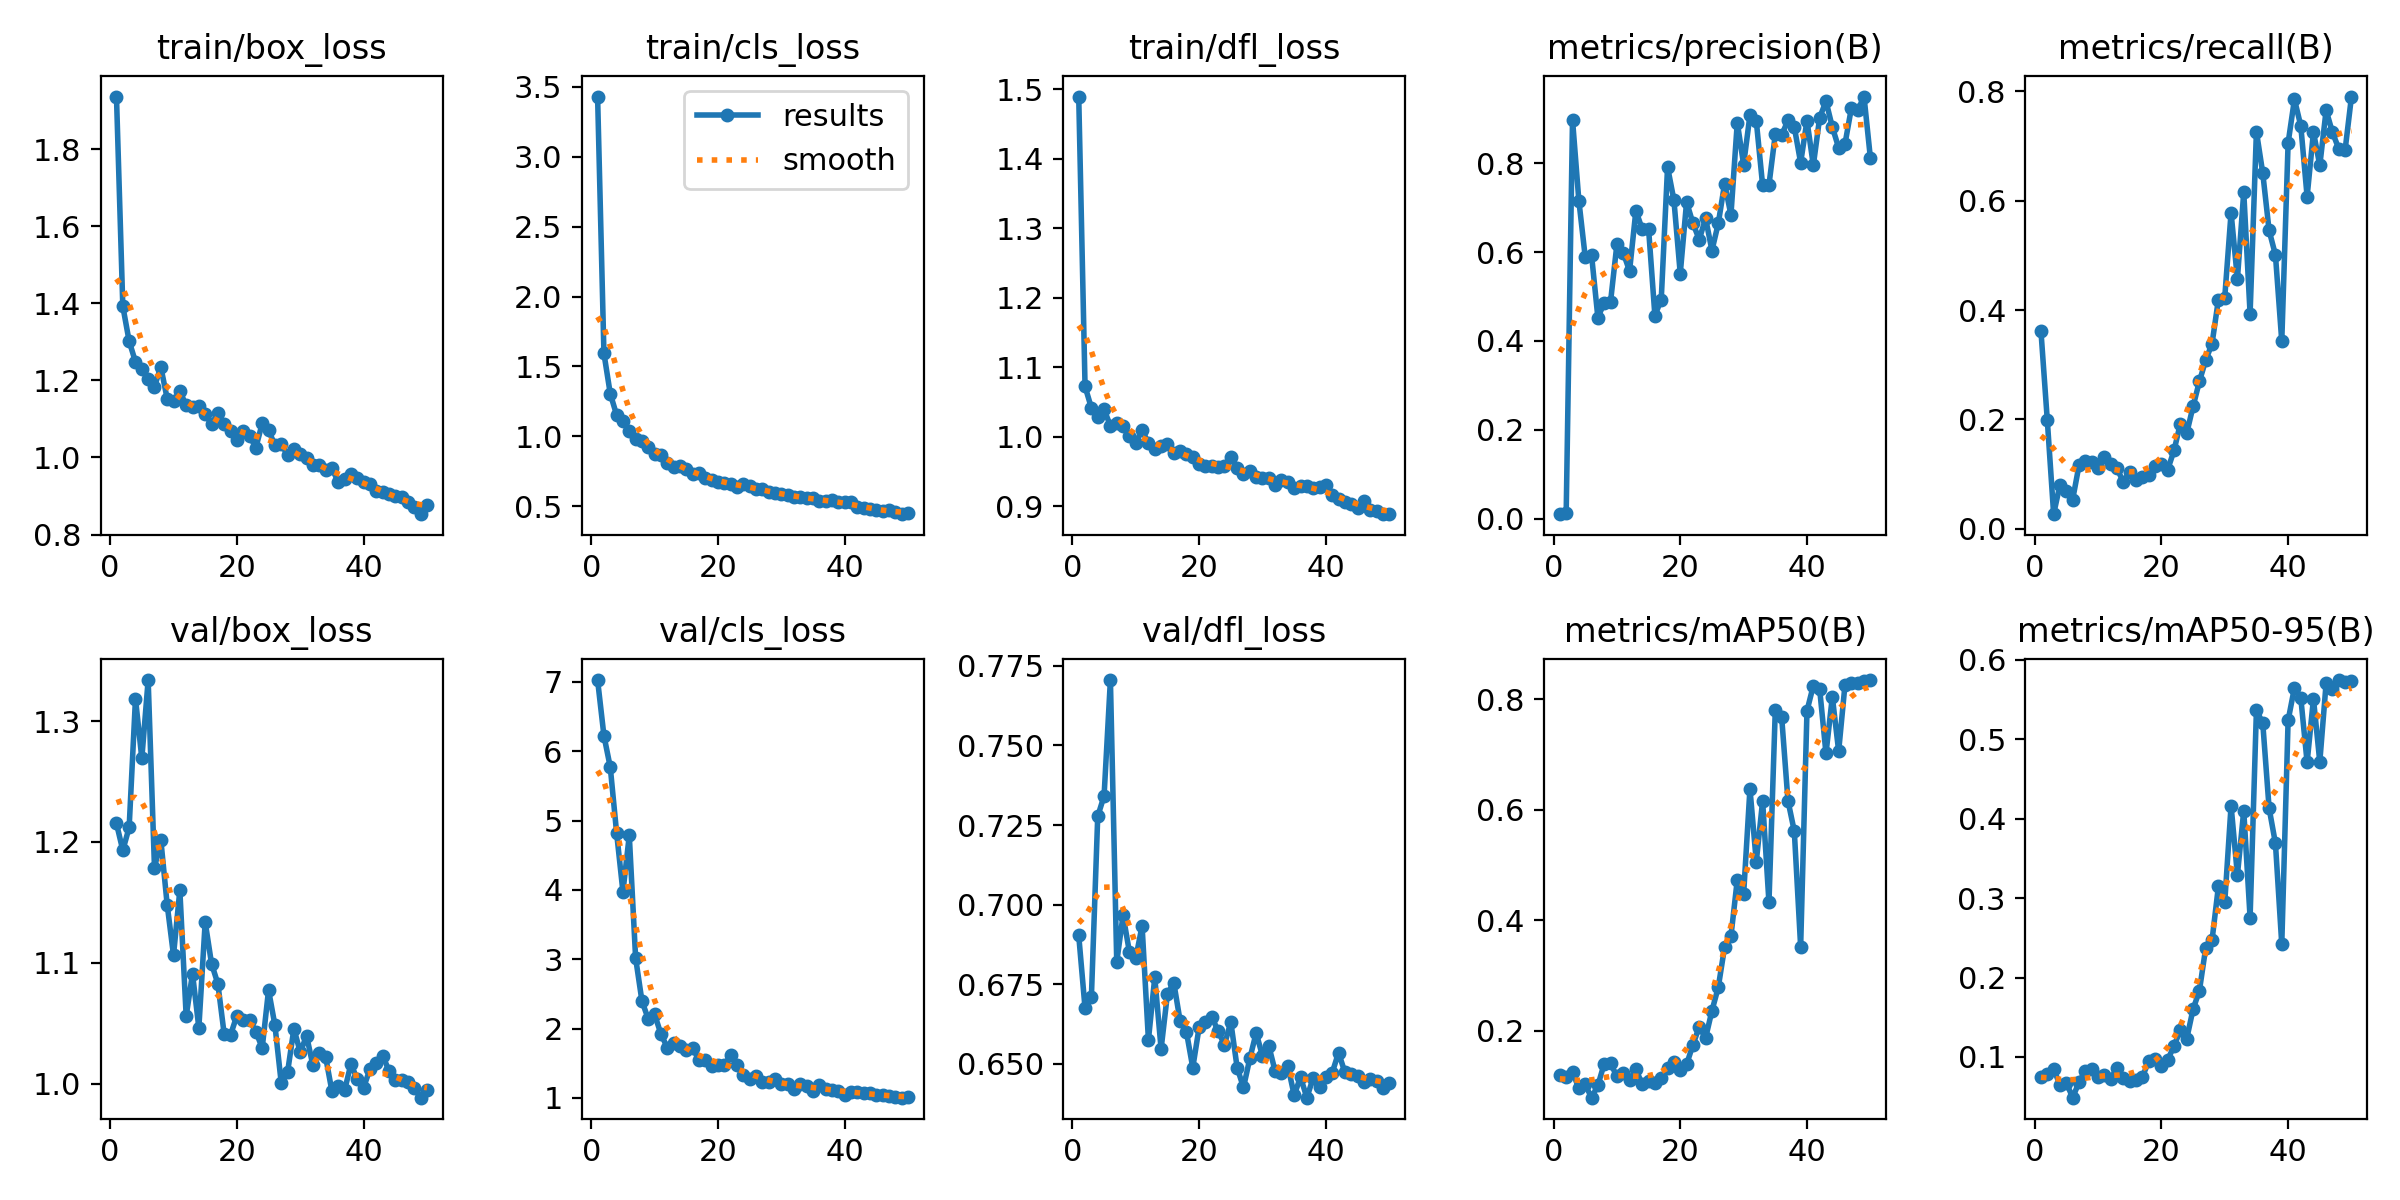 train/box_loss
train/cls_loss
train/dfl_loss
metrics/precision(B)
metrics/recall(B)
1.8
1.6
1.4
1.2
1.0
0.8
0 20 40
3.5
3.0
2.5
2.0
1.5
1.0
0.5
0 20 40
results
smooth
1.5
1.4
1.3
1.2
1.1
1.0
0.9
0 20 40
0.8
0.6
0.4
0.2
0.0
0 20 40
0.8
0.6
0.4
0.2
0.0
0 20 40
val/box_loss
val/cls_loss
val/dfl_loss
metrics/mAP50(B)
metrics/mAP50-95(B)
1.3
1.2
1.1
1.0
0 20 40
7
6
5
4
3
2
1
0 20 40
0.775
0.750
0.725
0.700
0.675
0.650
0 20 40
0.8
0.6
0.4
0.2
0 20 40
0.6
0.5
0.4
0.3
0.2
0.1
0 20 40